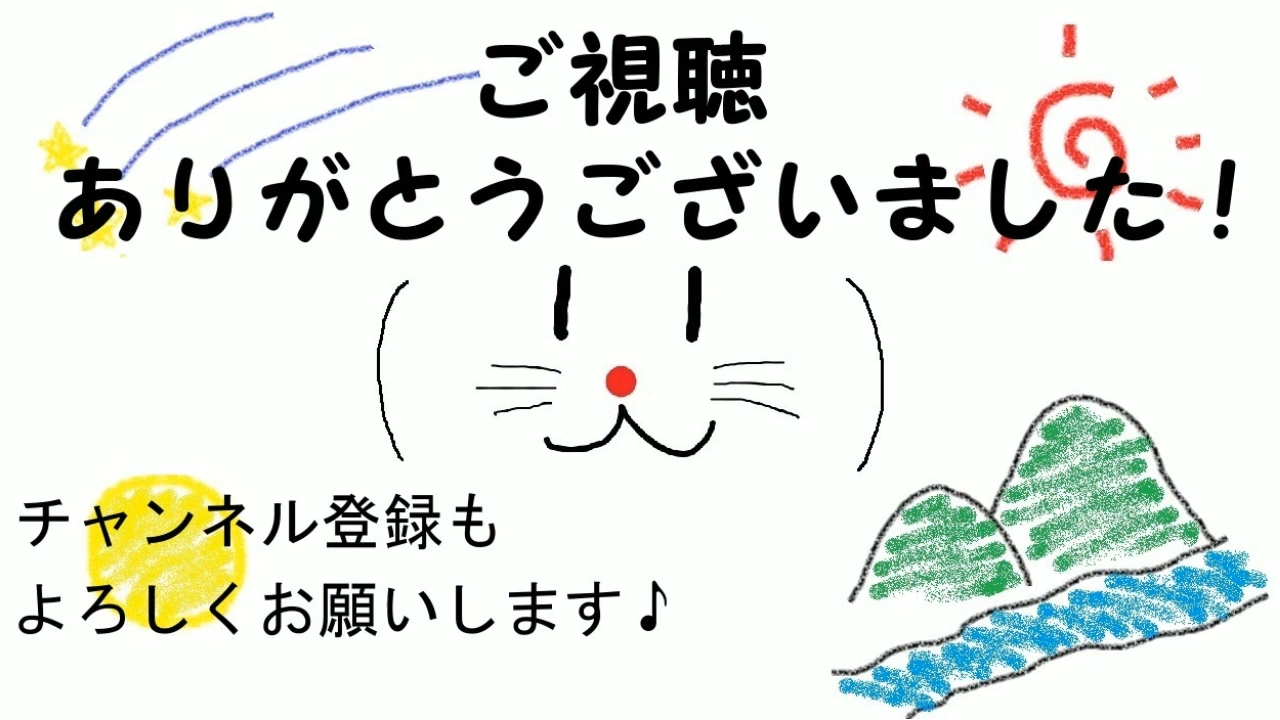 ご視聴
ありがとうございました！
チャンネル登録も
よろしくお願いします♪